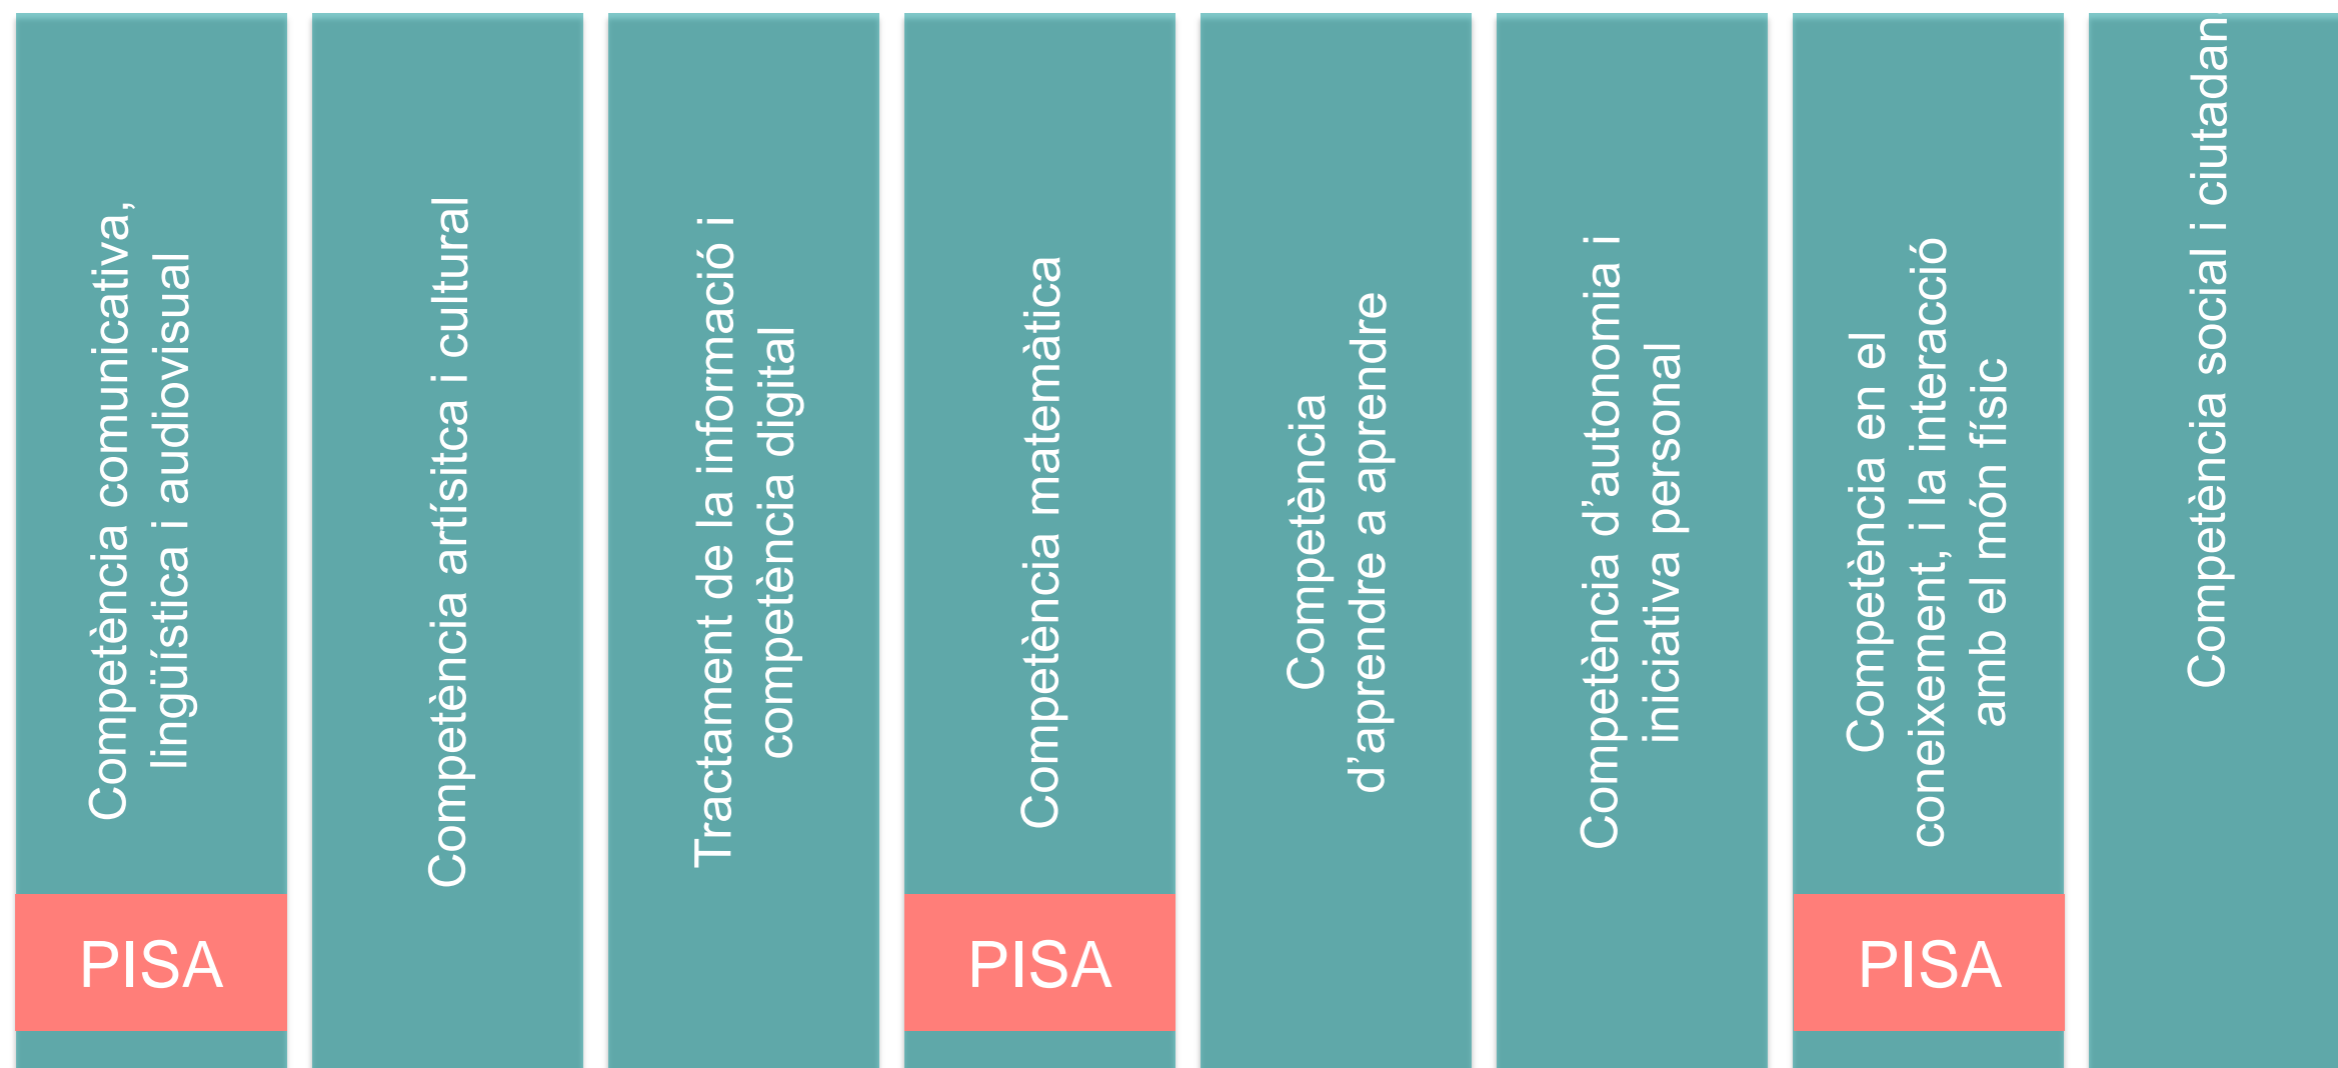 Competència comunicativa,
lingüística i audiovisual
PISA
Competència artísitca i cultural
Tractament de la informació i
competència digital
Competència matemàtica
PISA
Competència
d’aprendre a aprendre
Competència d’autonomia i
iniciativa personal
Competència en el
coneixement, i la interacció
amb el món físic
PISA
Competència social i